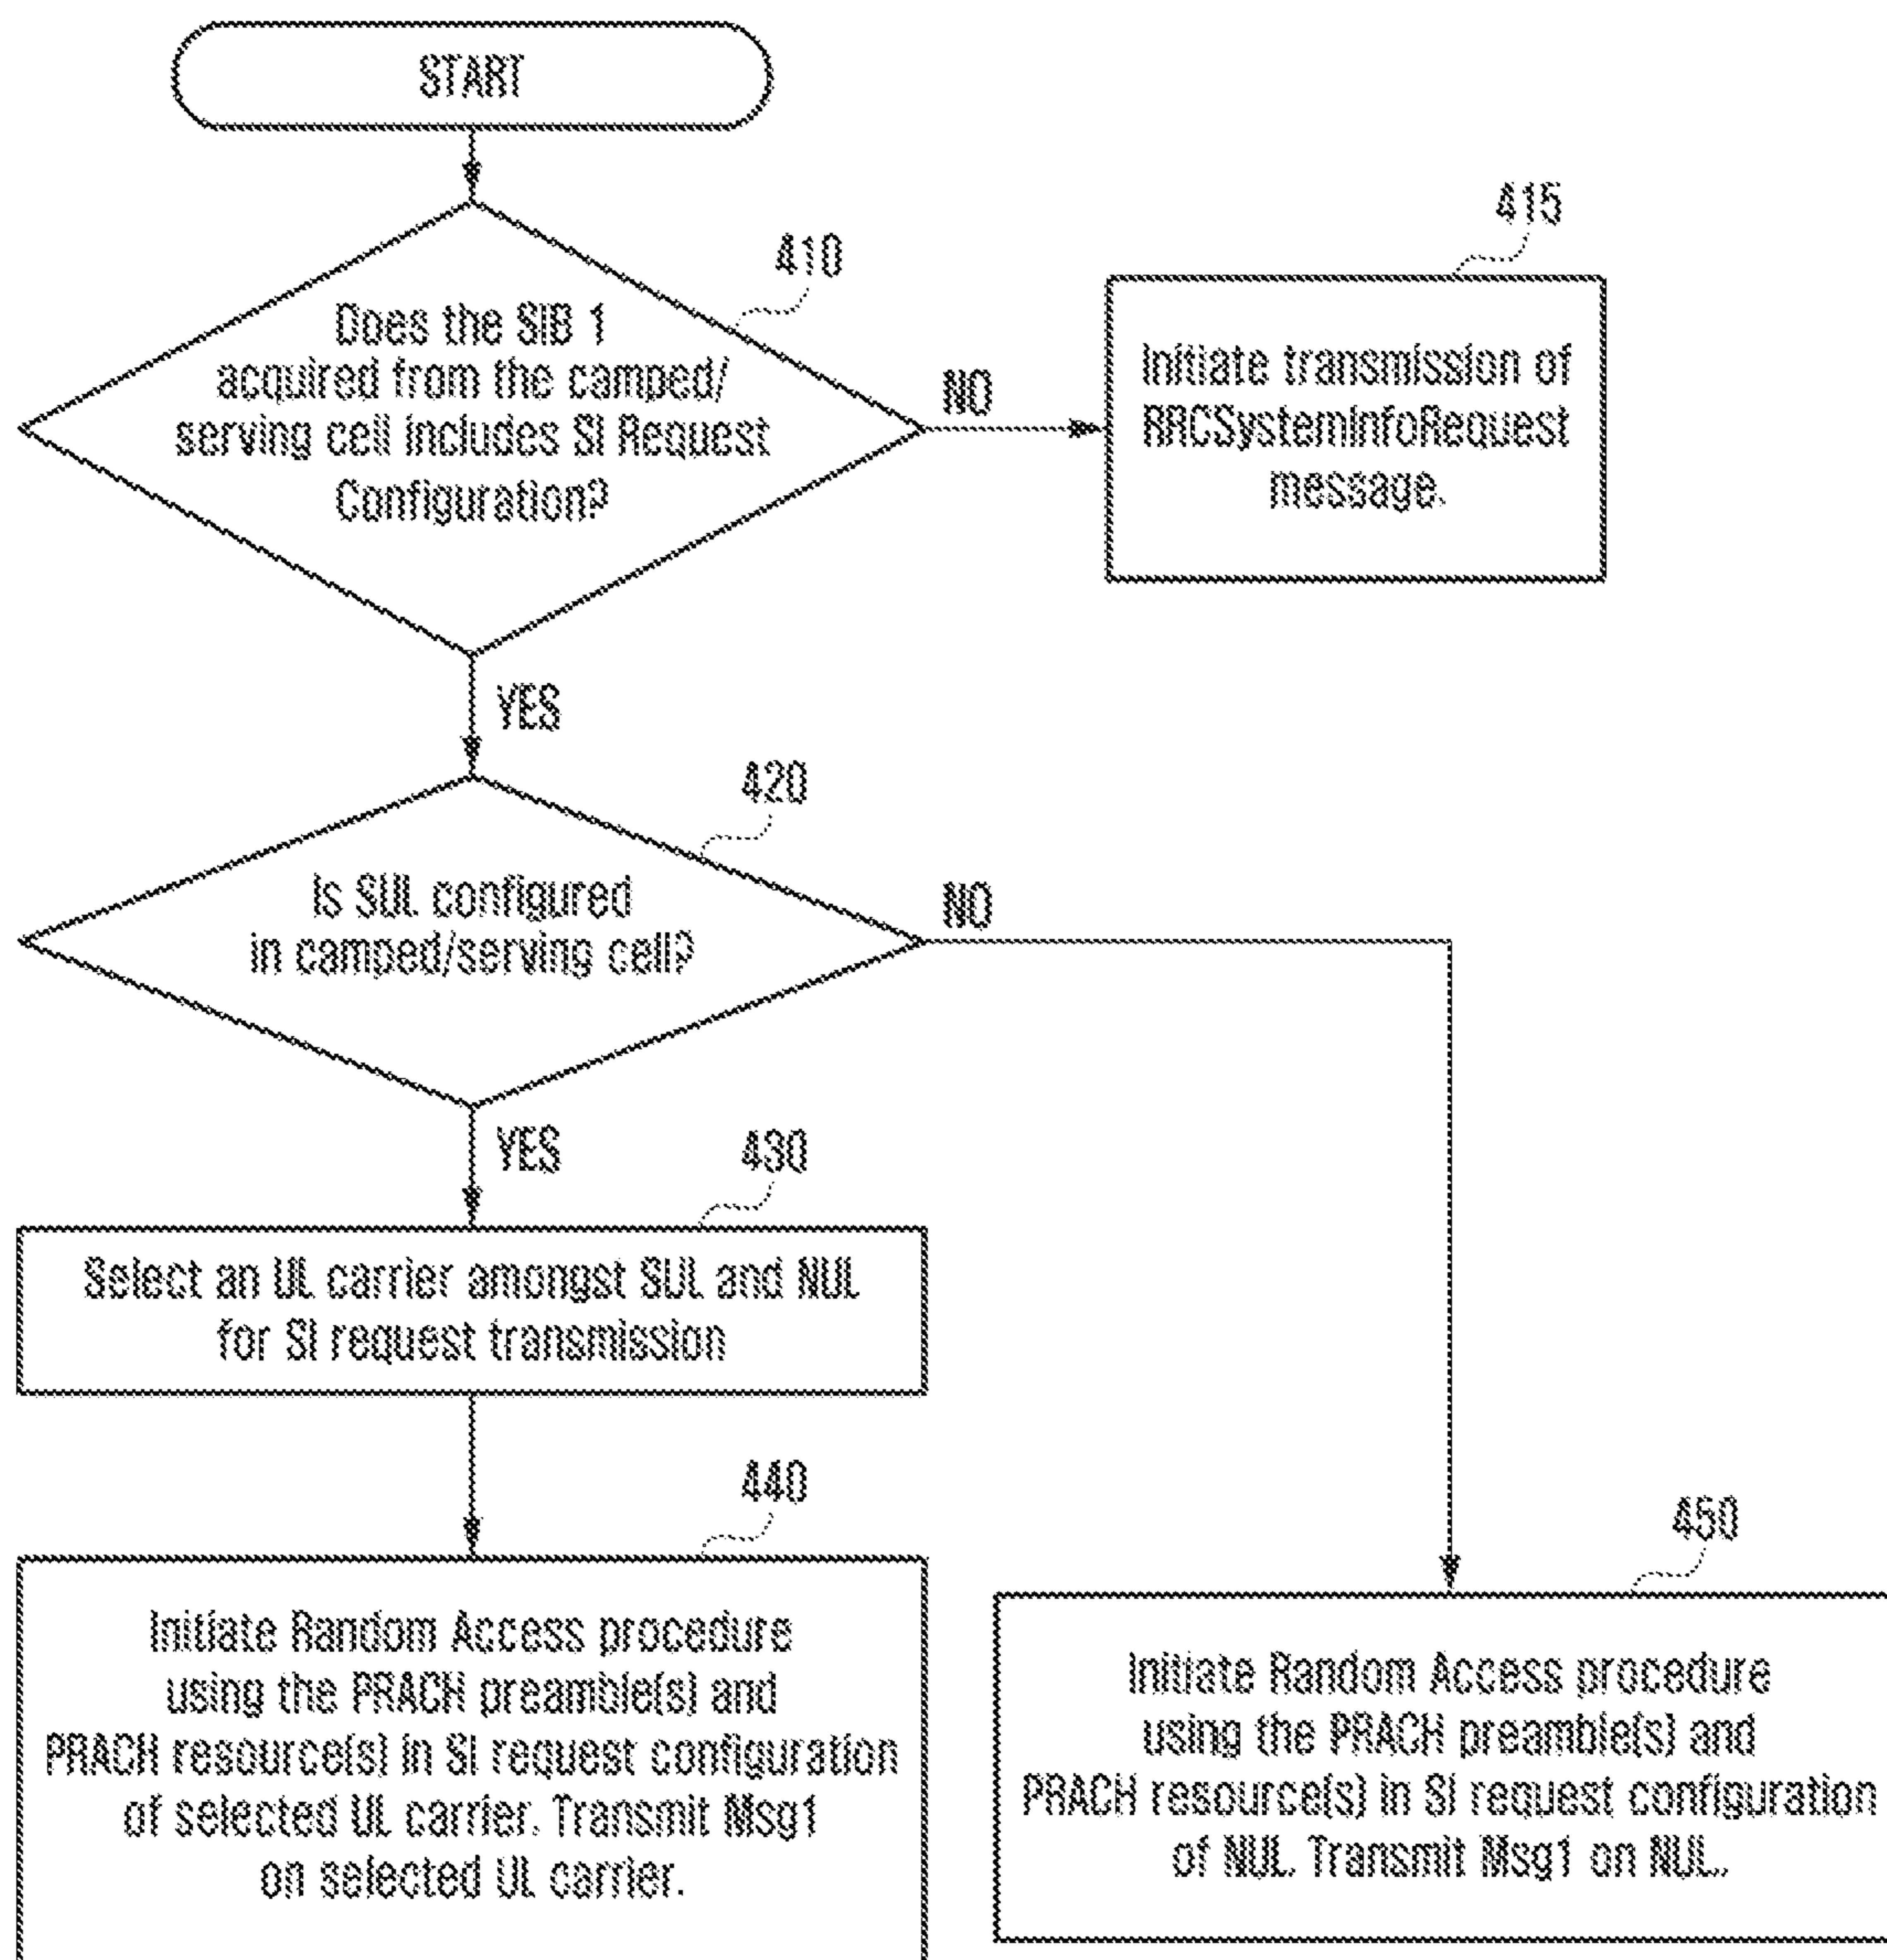 START
410
Does the SIB 1
acquired from the camped/
serving cell includes SI Request
Configuration?
NO
415
Initiate transmission of
RRCSystemInfoRequest
message.
YES
420
Is SUL configured
in camped/serving cell?
NO
YES
430
Select an UL carrier amongst SUL and NUL
for SI request transmission
440
Initiate Random Access procedure
using the PRACH preamble(s) and
PRACH resource(s) in SI request configuration
of selected UL carrier. Transmit Msg1
on selected UL carrier.
450
Initiate Random Access procedure
using the PRACH preamble(s) and
PRACH resource(s) in SI request configuration
of NUL. Transmit Msg1 on NUL.